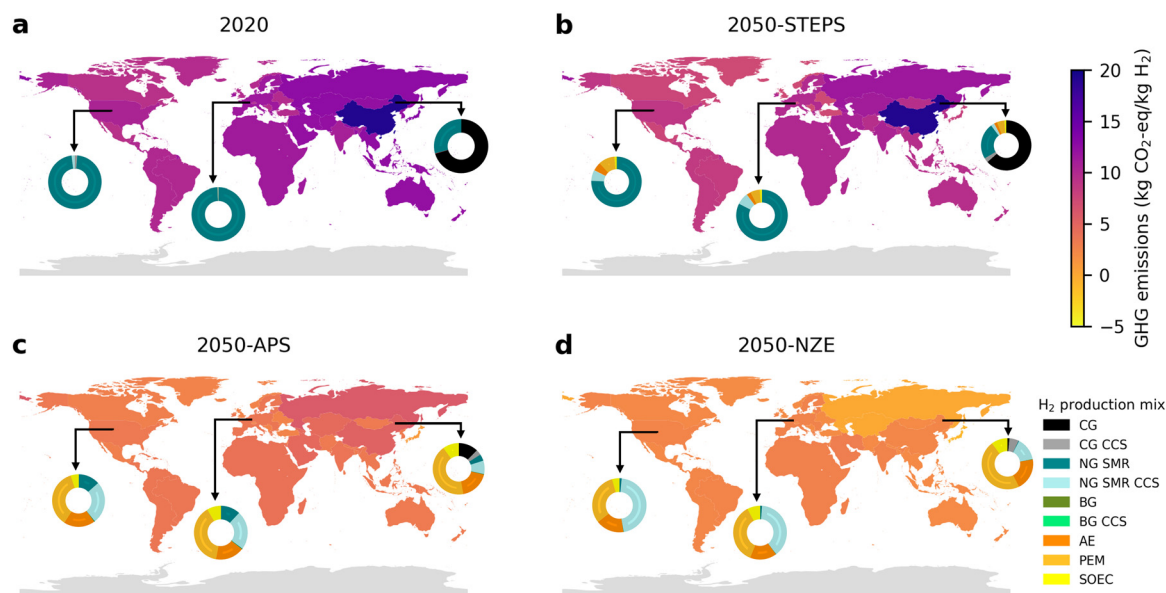 a
2020
b
2050-STEPS
20
15
10
5
0
−5
GHG emissions (kg CO₂-eq/kg H₂)
c
2050-APS
d
2050-NZE
H₂ production mix
CG
CG CCS
NG SMR
NG SMR CCS
BG
BG CCS
AE
PEM
SOEC